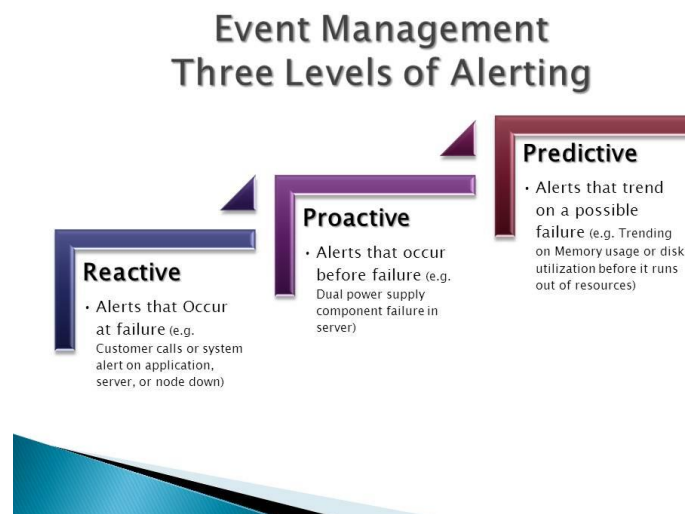 Event Management
Three Levels of Alerting
Reactive
• Alerts that Occur
at failure (e.g.
Customer calls or system
alert on application,
server, or node down)
Proactive
• Alerts that occur
before failure (e.g.
Dual power supply
component failure in
server)
Predictive
• Alerts that trend
on a possible
failure (e.g. Trending
on Memory usage or disk
utilization before it runs
out of resources)